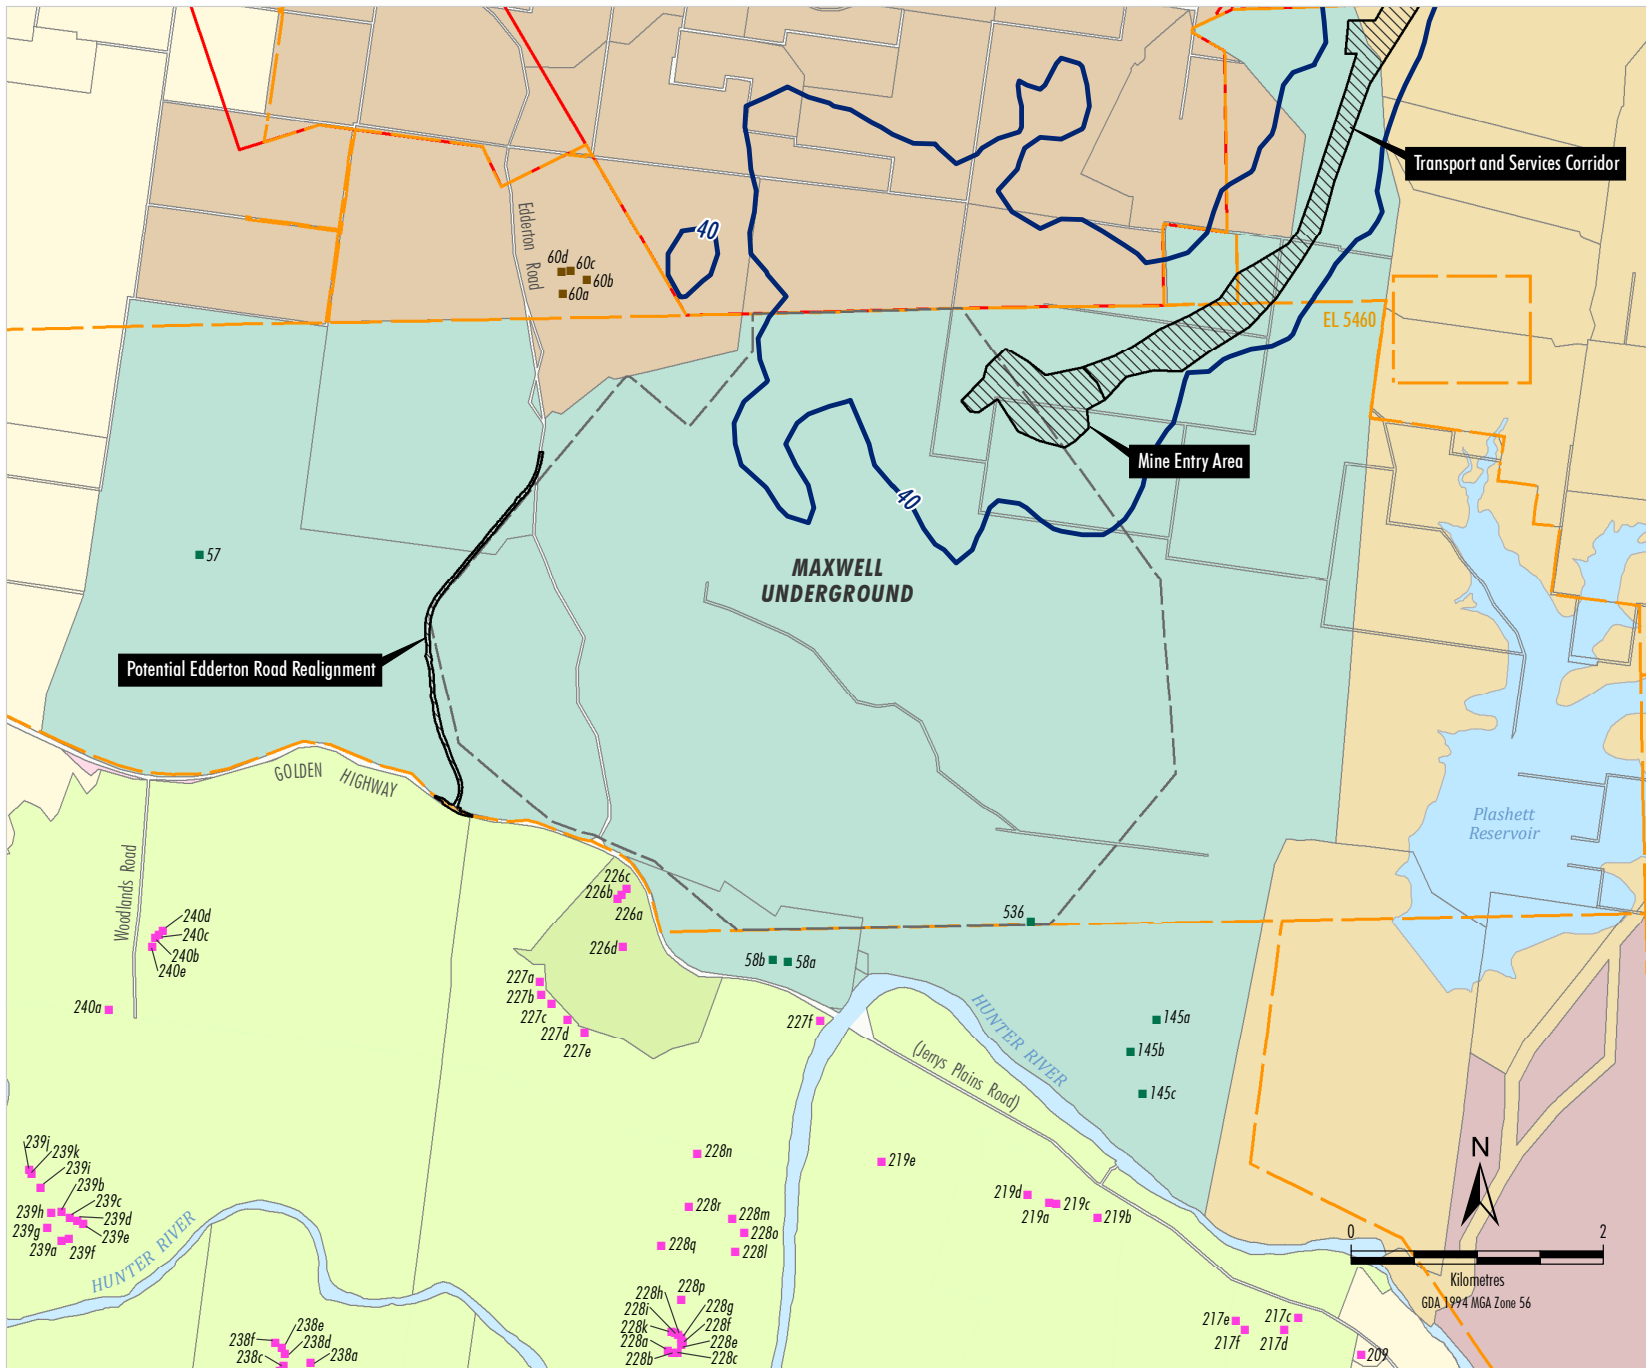 Transport and Services Corridor
Edderton Road
40
60d
60c
60b
60a
EL 5460
Mine Entry Area
40
57
MAXWELL
UNDERGROUND
Potential Edderton Road Realignment
GOLDEN HIGHWAY
Plashett
Reservoir
Woodlands Road
226c
226b
226a
226d
240d
240c
240b
240e
240a
536
58b
58a
227a
227b
227c
227d
227e
227f
HUNTER RIVER
(Jerrys Plains Road)
145a
145b
145c
239j
239k
239i
239b
239c
239h
239d
239g
239e
239a
239f
HUNTER RIVER
228n
219e
219d
219c
219a
219b
228r
228m
228o
228q
228l
N
0
2
Kilometres
GDA 1994 MGA Zone 56
228p
228h
228g
228i
228f
228k
228e
228a
228c
228b
238e
238f
238d
238c
238a
217e
217c
217f
217d
209